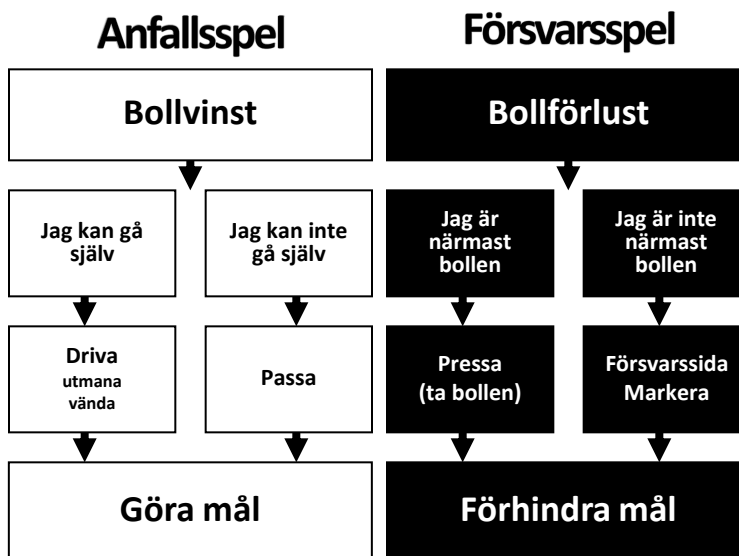 Anfallsspel
Försvarsspel
Bollvinst
Bollförlust
Jag kan gå
själv
Jag kan inte
gå själv
Jag är
närmast
bollen
Jag är inte
närmast
bollen
Driva
utmana
vända
Passa
Pressa
(ta bollen)
Försvarssida
Markera
Göra mål
Förhindra mål